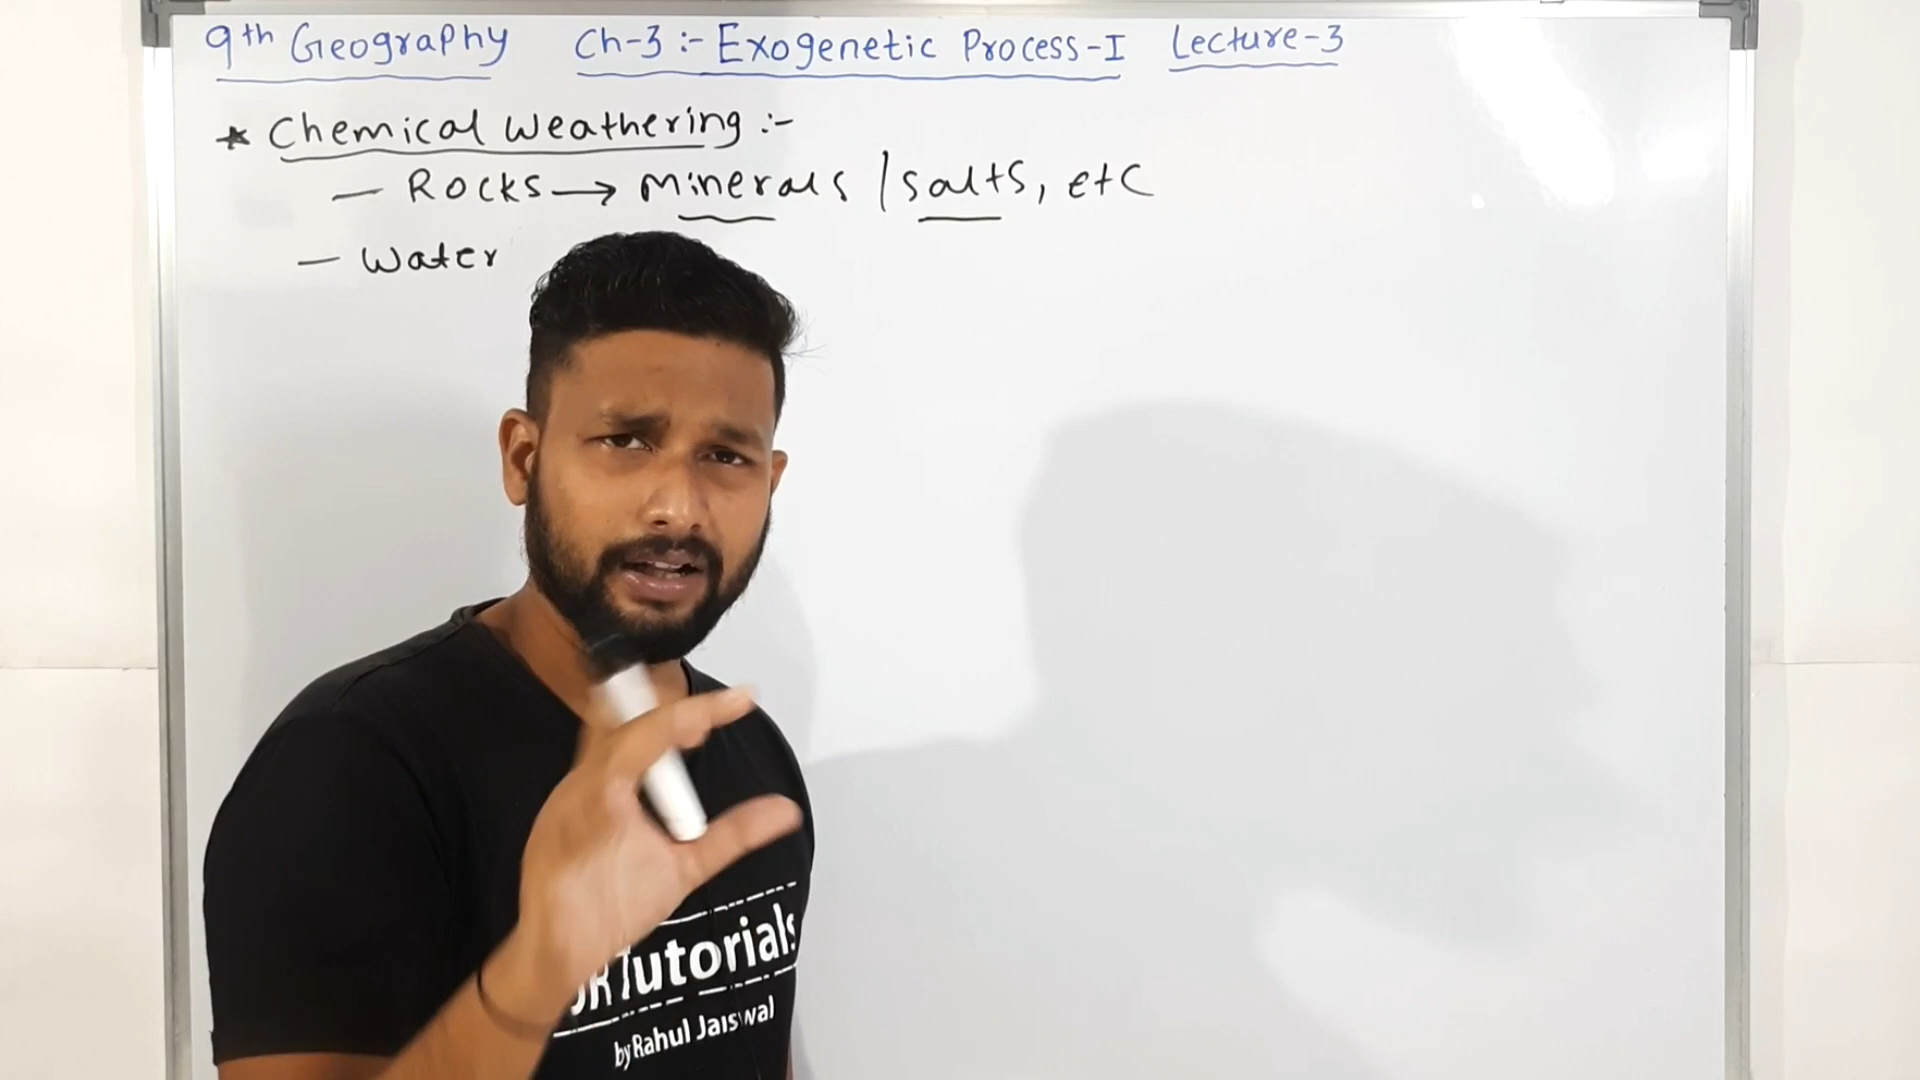 9th Geography Ch-3 :- Exogenetic Process-I Lecture-3
* Chemical Weathering :-
— Rocks → minerals / salts, etc
— Water
JR Tutorials
by Rahul Jaiswal